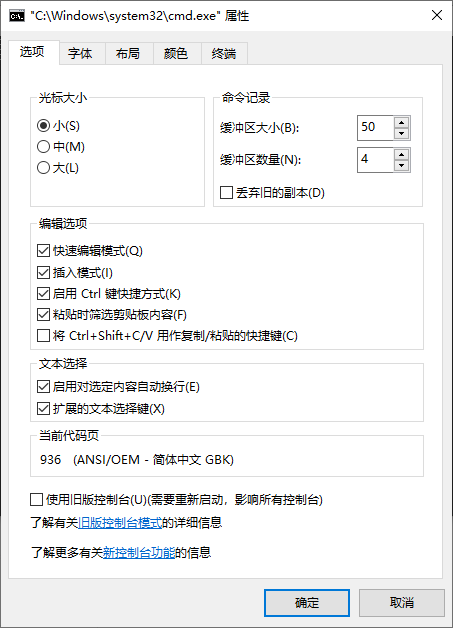 "C:\Windows\system32\cmd.exe" 属性
选项 字体 布局 颜色 终端
光标大小
小(S)
中(M)
大(L)
命令记录
缓冲区大小(B): 50
缓冲区数量(N): 4
丢弃旧的副本(D)
编辑选项
快速编辑模式(Q)
插入模式(I)
启用 Ctrl 键快捷方式(K)
粘贴时筛选剪贴板内容(F)
将 Ctrl+Shift+C/V 用作复制/粘贴的快捷键(C)
文本选择
启用对选定内容自动换行(E)
扩展的文本选择键(X)
当前代码页
936 (ANSI/OEM - 简体中文 GBK)
使用旧版控制台(U)(需要重新启动，影响所有控制台)
了解有关旧版控制台模式的详细信息
了解更多有关新控制台功能的信息
确定 取消